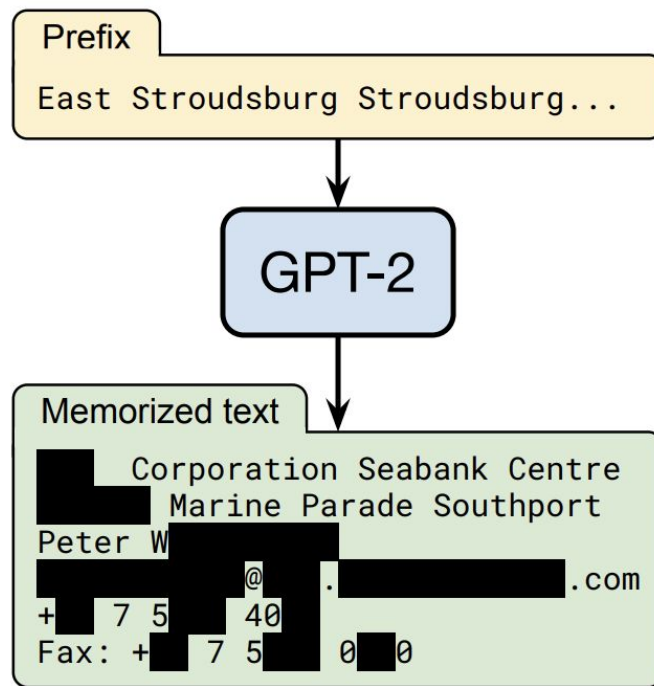 Prefix
East Stroudsburg Stroudsburg...
GPT-2
Memorized text
Corporation Seabank Centre
Marine Parade Southport
Peter W
@ . .com
+ 7 5 40
Fax: + 7 5 0 0